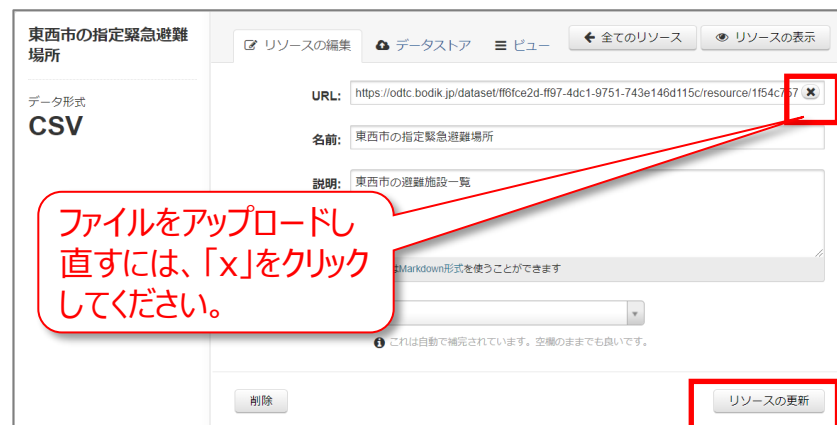 東西市の指定緊急避難
場所
データ形式
CSV
リソースの編集
データストア
ビュー
全てのリソース
リソースの表示
URL: https://odtc.bodik.jp/dataset/ff6fce2d-ff97-4dc1-9751-743e146d115c/resource/1f54c757
名前: 東西市の指定緊急避難場所
説明: 東西市の避難施設一覧
ファイルをアップロードし
直すには、「x」をクリック
してください。
はMarkdown形式を使うことができます
これは自動で補完されています。空欄のままでも良いです。
削除
リソースの更新